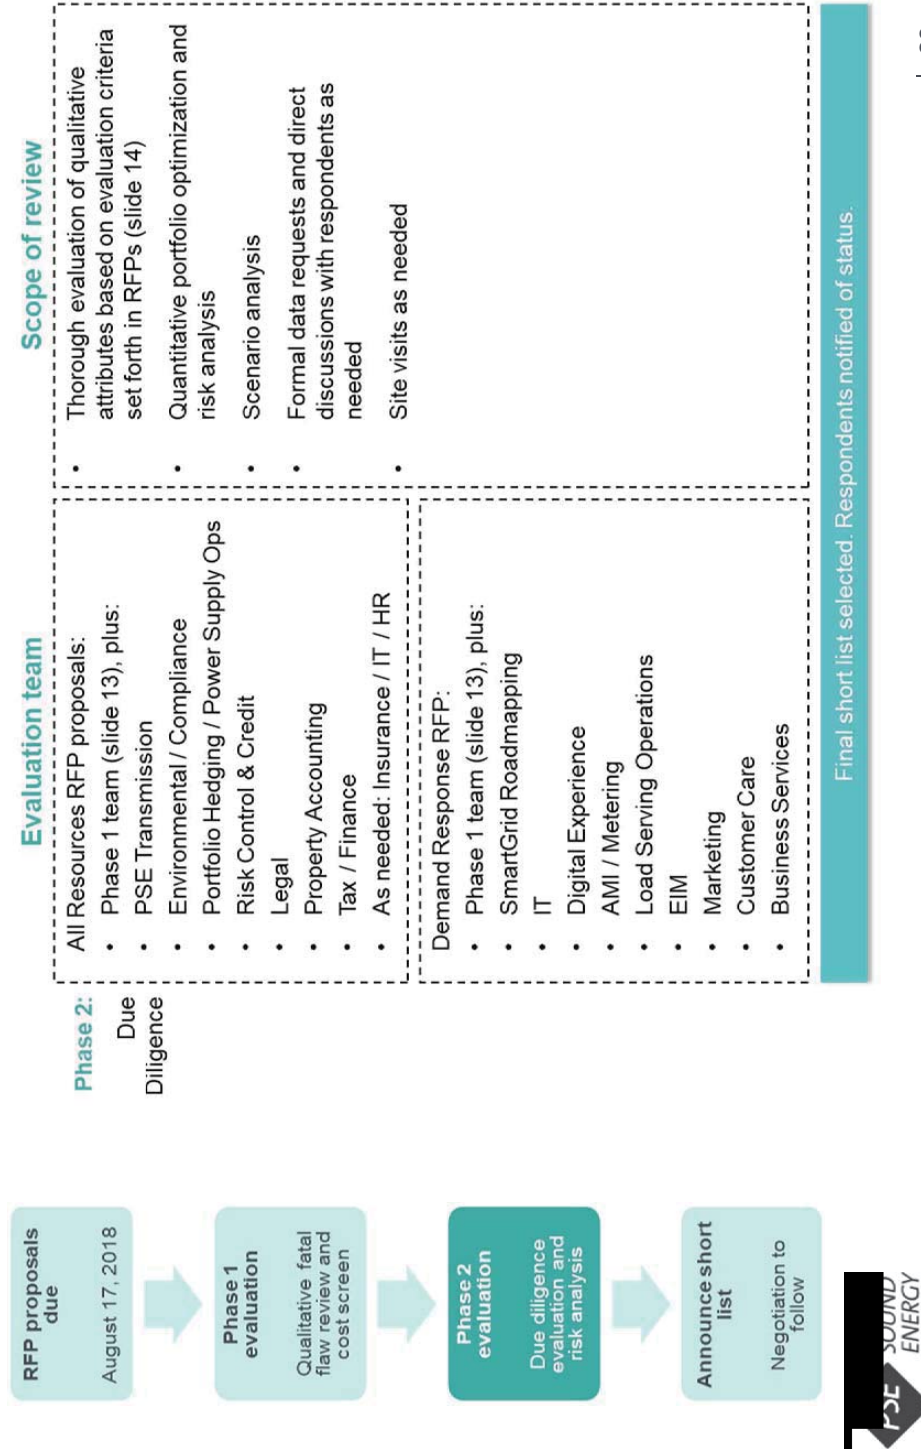 RFP proposals
due
August 17, 2018
Phase 1
evaluation
Qualitative fatal
flaw review and
cost screen
Phase 2
evaluation
Due diligence
evaluation and
risk analysis
Announce short
list
Negotiation to
follow
Phase 2:
Due
Diligence
Evaluation team
All Resources RFP proposals:
• Phase 1 team (slide 13), plus:
• PSE Transmission
• Environmental / Compliance
• Portfolio Hedging / Power Supply Ops
• Risk Control & Credit
• Legal
• Property Accounting
• Tax / Finance
• As needed: Insurance / IT / HR
Demand Response RFP:
• Phase 1 team (slide 13), plus:
• SmartGrid Roadmapping
• IT
• Digital Experience
• AMI / Metering
• Load Serving Operations
• EIM
• Marketing
• Customer Care
• Business Services
Scope of review
• Thorough evaluation of qualitative
attributes based on evaluation criteria
set forth in RFPs (slide 14)
• Quantitative portfolio optimization and
risk analysis
• Scenario analysis
• Formal data requests and direct
discussions with respondents as
needed
• Site visits as needed
Final short list selected. Respondents notified of status.
PSE
SOUND
ENERGY